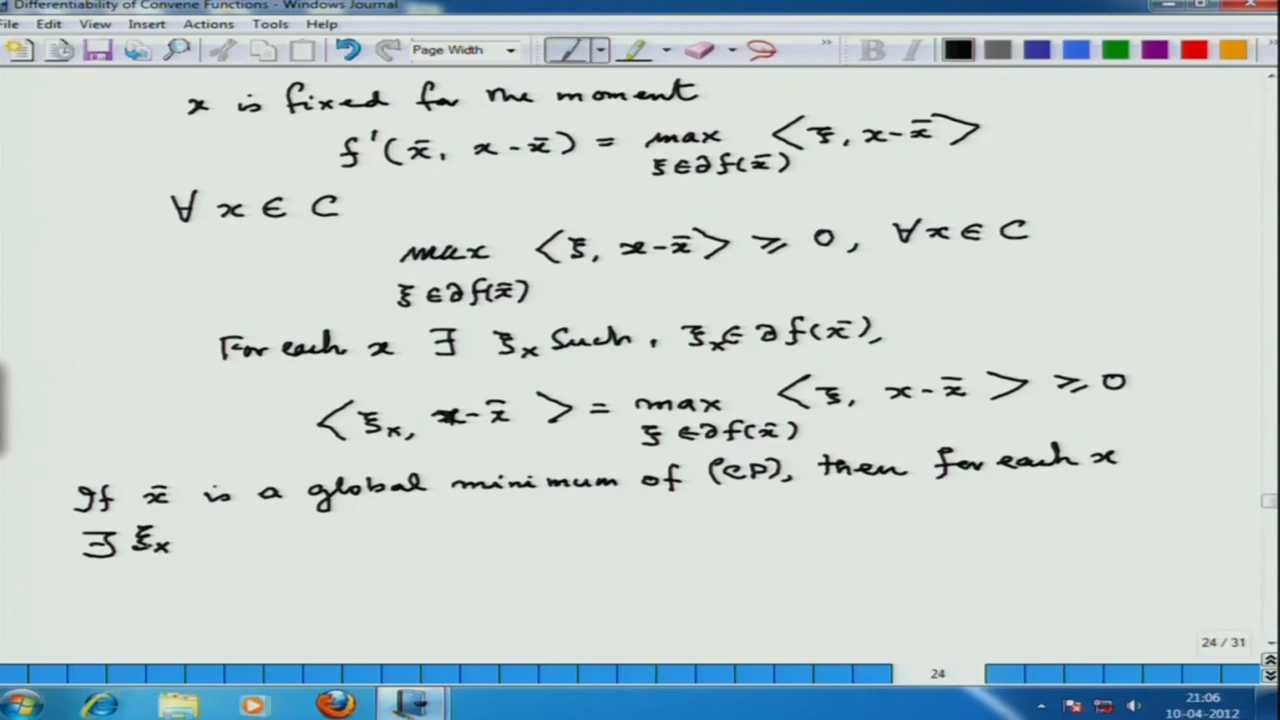 Differentiability of Convene Functions - Windows Journal
File Edit View Insert Actions Tools Help
Page Width
x is fixed for the moment
f'(x̄, x-x̄) = max ⟨ξ, x-x̄⟩
ξ∈∂f(x̄)
∀ x ∈ C
max ⟨ξ, x-x̄⟩ ≥ 0, ∀x∈ C
ξ∈∂f(x̄)
For each x ∃ ξₓ Such, ξₓ∈ ∂f(x̄),
⟨ξₓ, x-x̄⟩ = max ⟨ξ, x-x̄⟩ ≥ 0
ξ∈∂f(x̄)
If x̄ is a global minimum of (CP), then for each x
∃ ξₓ
24 / 31
24
21:06
10-04-2012